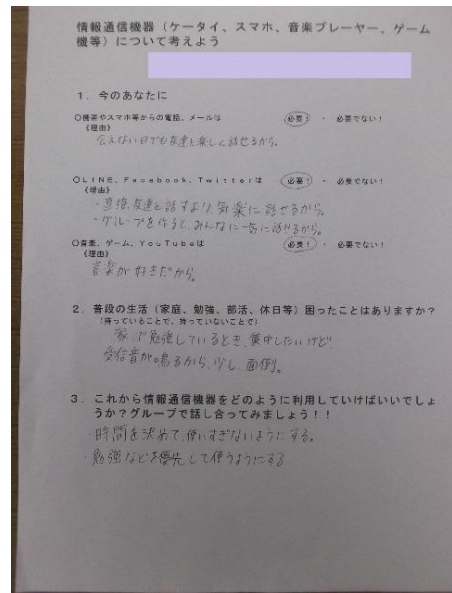 情報通信機器（ケータイ、スマホ、音楽プレーヤー、ゲーム
機等）について考えよう
1．今のあなたに
○携帯やスマホ等からの電話、メールは　必要！　・　必要でない！
《理由》
会えない日でも友達と楽しく話せるから。
○LINE、Facebook、Twitterは　必要！　・　必要でない！
《理由》
・直接、友達と話すより、気楽に話せるから。
・グループを作ると、みんなに一気に話せるから。
○音楽、ゲーム、YouTubeは　必要！　・　必要でない！
《理由》
音楽が好きだから。
2．普段の生活（家庭、勉強、部活、休日等）困ったことはありますか？
（持っていることで、持っていないことで）
家で勉強しているとき、集中したいけど、
受信音が鳴るから、少し、面倒。
3．これから情報通信機器をどのように利用していけばいいでしょ
うか？グループで話し合ってみましょう！！
・時間を決めて、使いすぎないようにする。
・勉強などを優先して使うようにする